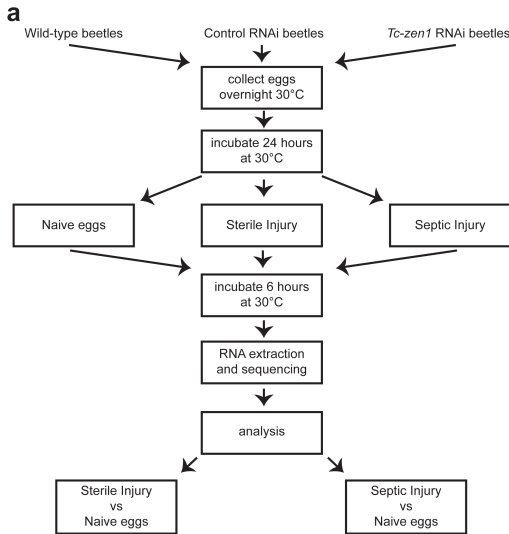 a
Wild-type beetles
Control RNAi beetles
Tc-zen1 RNAi beetles
collect eggs
overnight 30°C
incubate 24 hours
at 30°C
Naive eggs
Sterile Injury
Septic Injury
incubate 6 hours
at 30°C
RNA extraction
and sequencing
analysis
Sterile Injury
vs
Naive eggs
Septic Injury
vs
Naive eggs